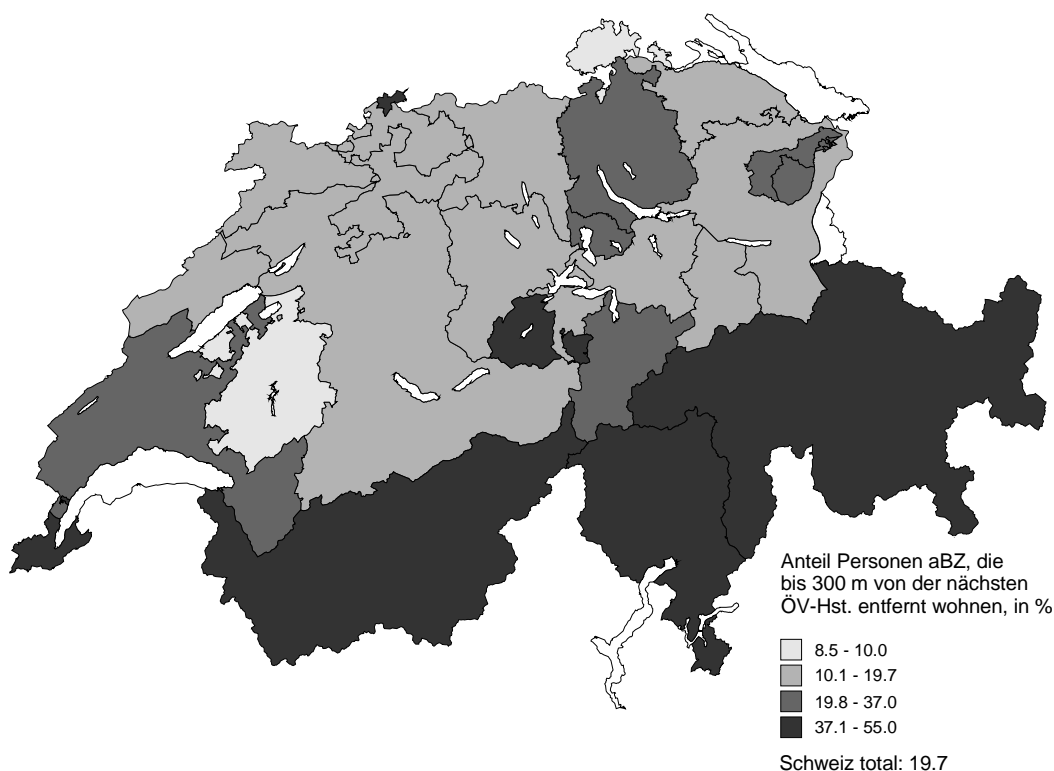 Anteil Personen aBZ, die
bis 300 m von der nächsten
ÖV-Hst. entfernt wohnen, in %
8.5 - 10.0
10.1 - 19.7
19.8 - 37.0
37.1 - 55.0
Schweiz total: 19.7